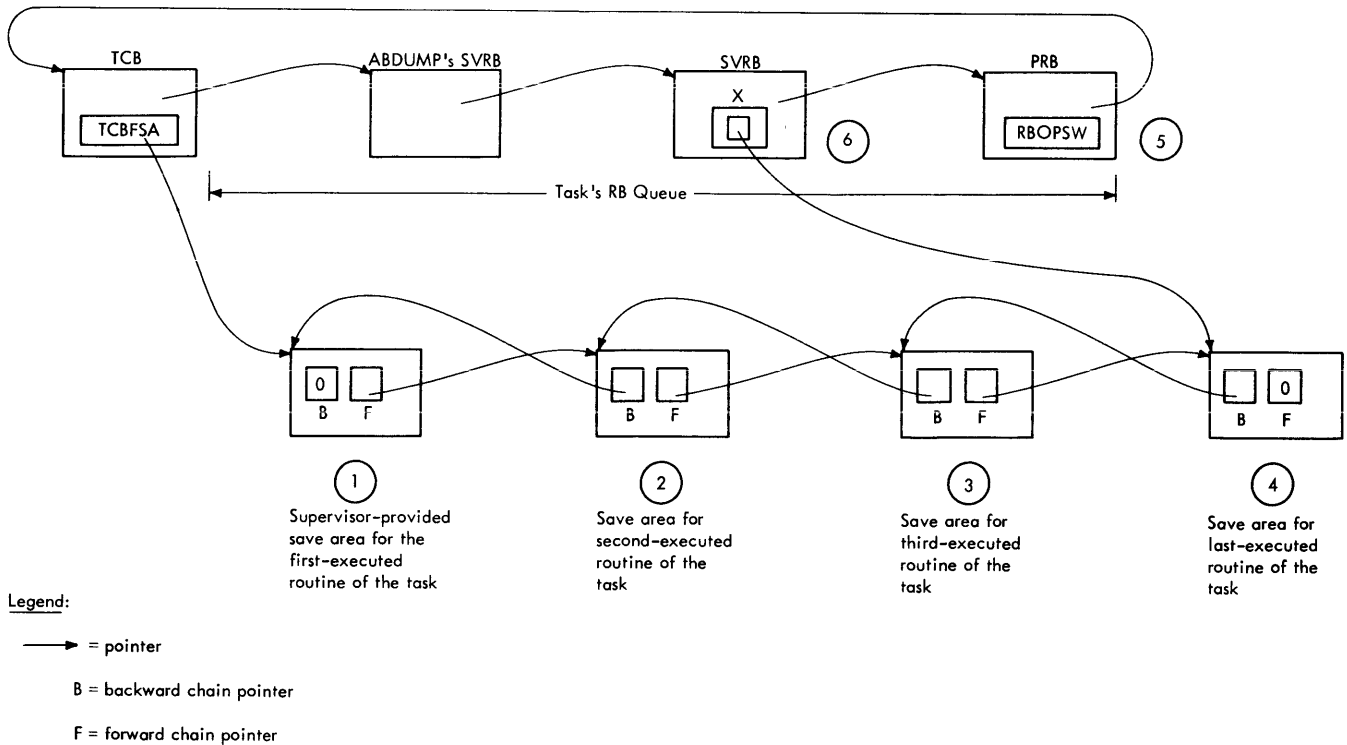 TCB
ABDUMP's SVRB
SVRB
PRB
X
TCBFSA
RBOPSW
6
5
Task's RB Queue
0
B F
B F
B F
0
B F
1
2
3
4
Supervisor-provided
save area for the
first-executed
routine of the task
Save area for
second-executed
routine of the
task
Save area for
third-executed
routine of the
task
Save area for
last-executed
routine of the
task
Legend:
= pointer
B = backward chain pointer
F = forward chain pointer